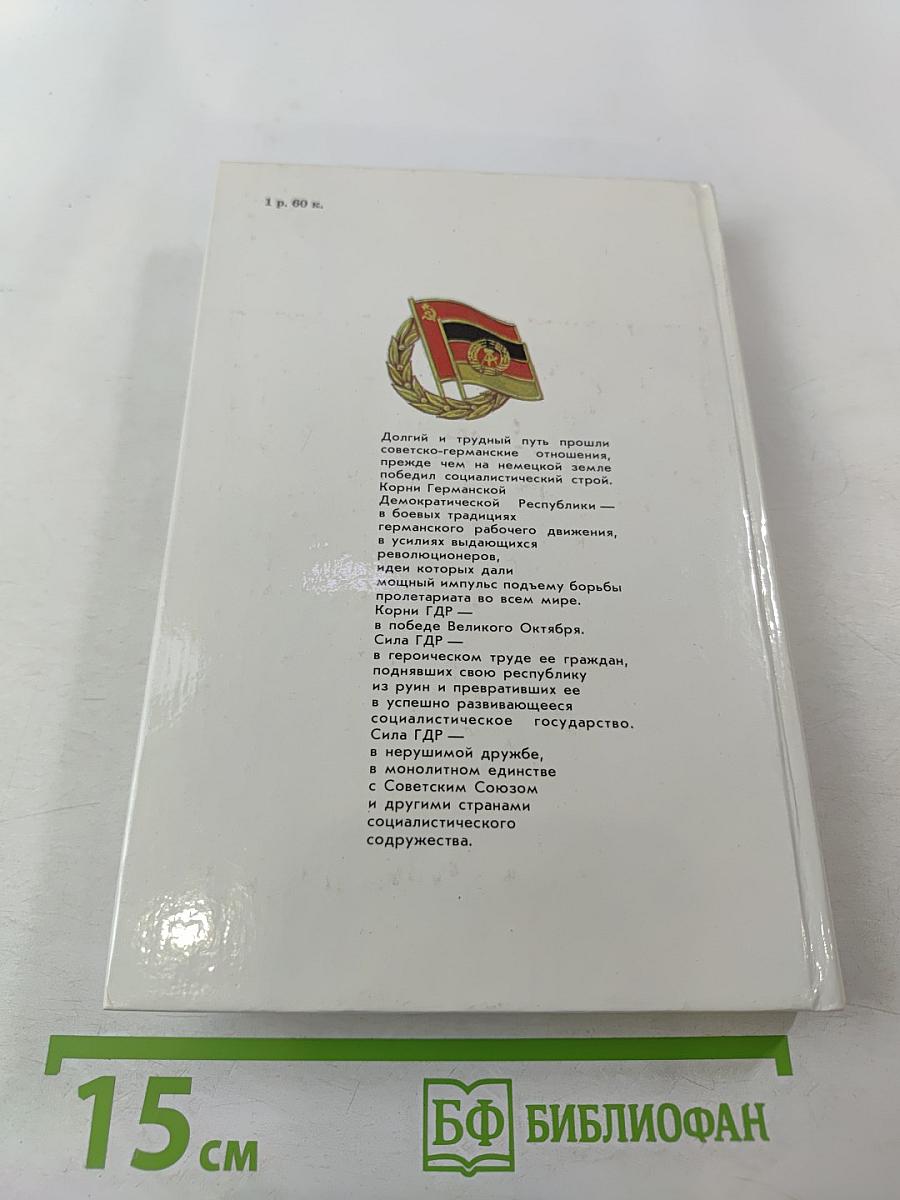 1 р. 60 к.
Долгий и трудный путь прошли
советско-германские отношения,
прежде чем на немецкой земле
победил социалистический строй.
Корни Германской
Демократической Республики —
в боевых традициях
германского рабочего движения,
в усилиях выдающихся
революционеров,
идеи которых дали
мощный импульс подъему борьбы
пролетариата во всем мире.
Корни ГДР —
в победе Великого Октября.
Сила ГДР —
в героическом труде ее граждан,
поднявших свою республику
из руин и превративших ее
в успешно развивающееся
социалистическое государство.
Сила ГДР —
в нерушимой дружбе,
в монолитном единстве
с Советским Союзом
и другими странами
социалистического
содружества.
15 см
БФ БИБЛИОФАН